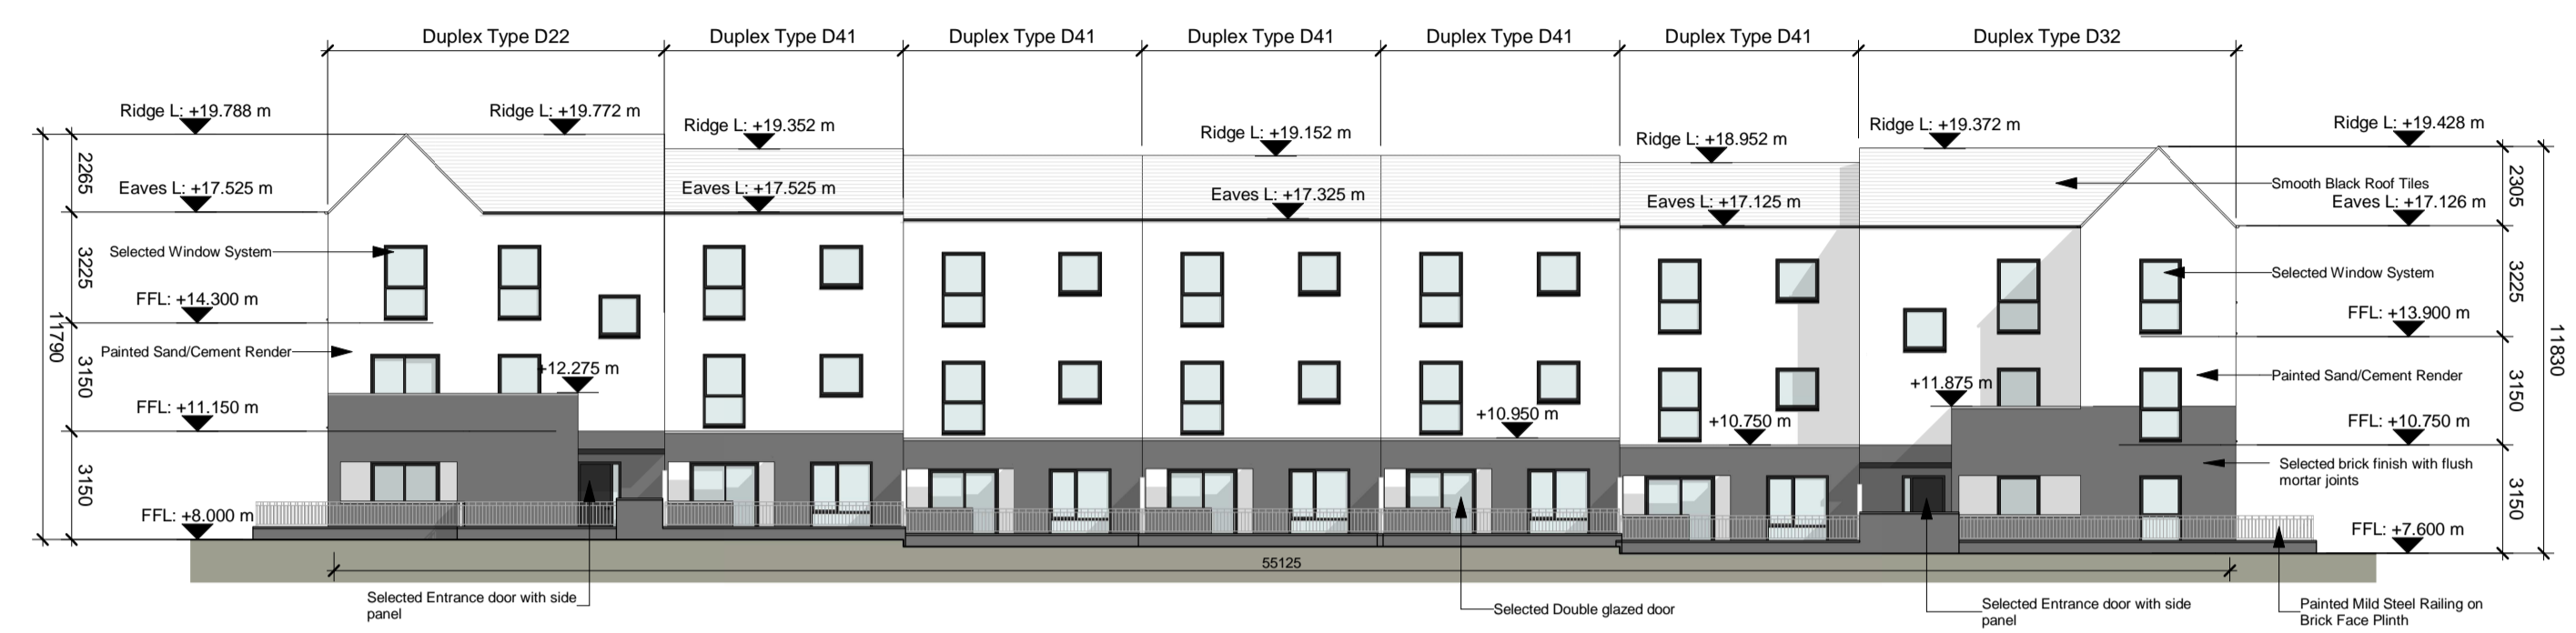 Duplex Type D22
Duplex Type D41
Duplex Type D41
Duplex Type D41
Duplex Type D41
Duplex Type D41
Duplex Type D32
Ridge L: +19.788 m
Ridge L: +19.772 m
Ridge L: +19.352 m
Ridge L: +19.152 m
Ridge L: +18.952 m
Ridge L: +19.372 m
Ridge L: +19.428 m
Eaves L: +17.525 m
Eaves L: +17.525 m
Eaves L: +17.325 m
Eaves L: +17.125 m
Smooth Black Roof Tiles
Eaves L: +17.126 m
2265
2305
Selected Window System
Selected Window System
3225
3225
FFL: +14.300 m
FFL: +13.900 m
11790
11830
Painted Sand/Cement Render
Painted Sand/Cement Render
+12.275 m
+11.875 m
3150
3150
FFL: +11.150 m
+10.950 m
+10.750 m
FFL: +10.750 m
Selected brick finish with flush
mortar joints
3150
3150
FFL: +8.000 m
FFL: +7.600 m
55125
Selected Entrance door with side
panel
Selected Double glazed door
Selected Entrance door with side
panel
Painted Mild Steel Railing on
Brick Face Plinth